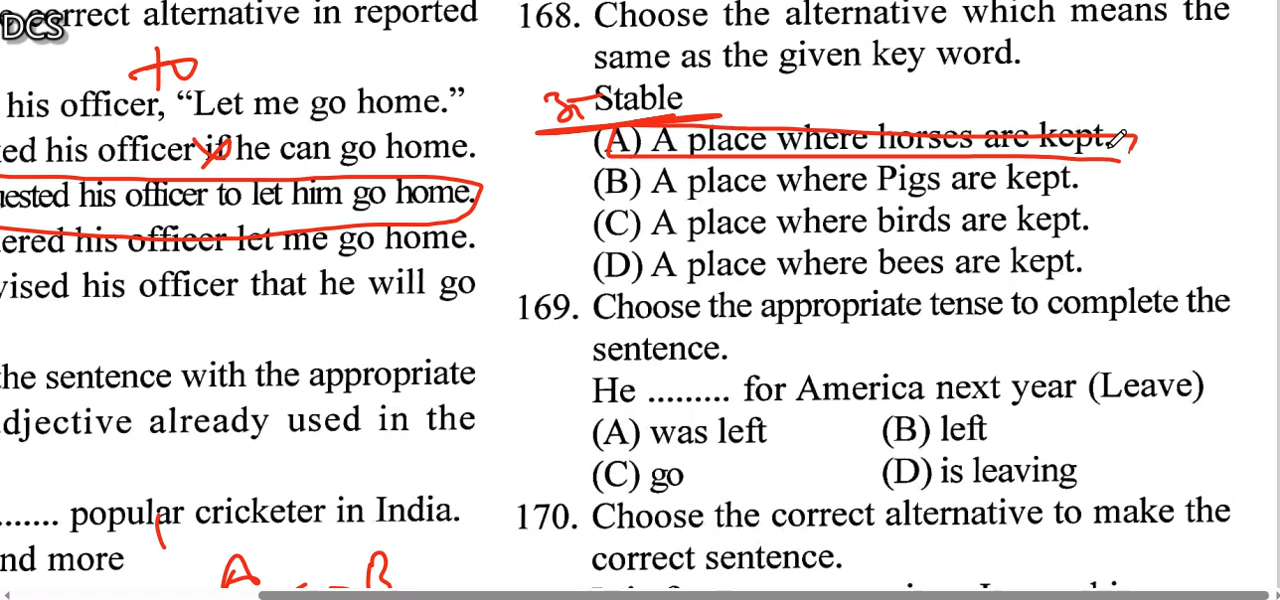 DCS
correct alternative in reported
to
his officer, “Let me go home.”
ed his officer if he can go home.
uested his officer to let him go home.
ered his officer let me go home.
vised his officer that he will go
he sentence with the appropriate
djective already used in the
....... popular cricketer in India.
nd more
A B
168. Choose the alternative which means the
same as the given key word.
Stable
(A) A place where horses are kept.
(B) A place where Pigs are kept.
(C) A place where birds are kept.
(D) A place where bees are kept.
169. Choose the appropriate tense to complete the
sentence.
He ......... for America next year (Leave)
(A) was left (B) left
(C) go (D) is leaving
170. Choose the correct alternative to make the
correct sentence.